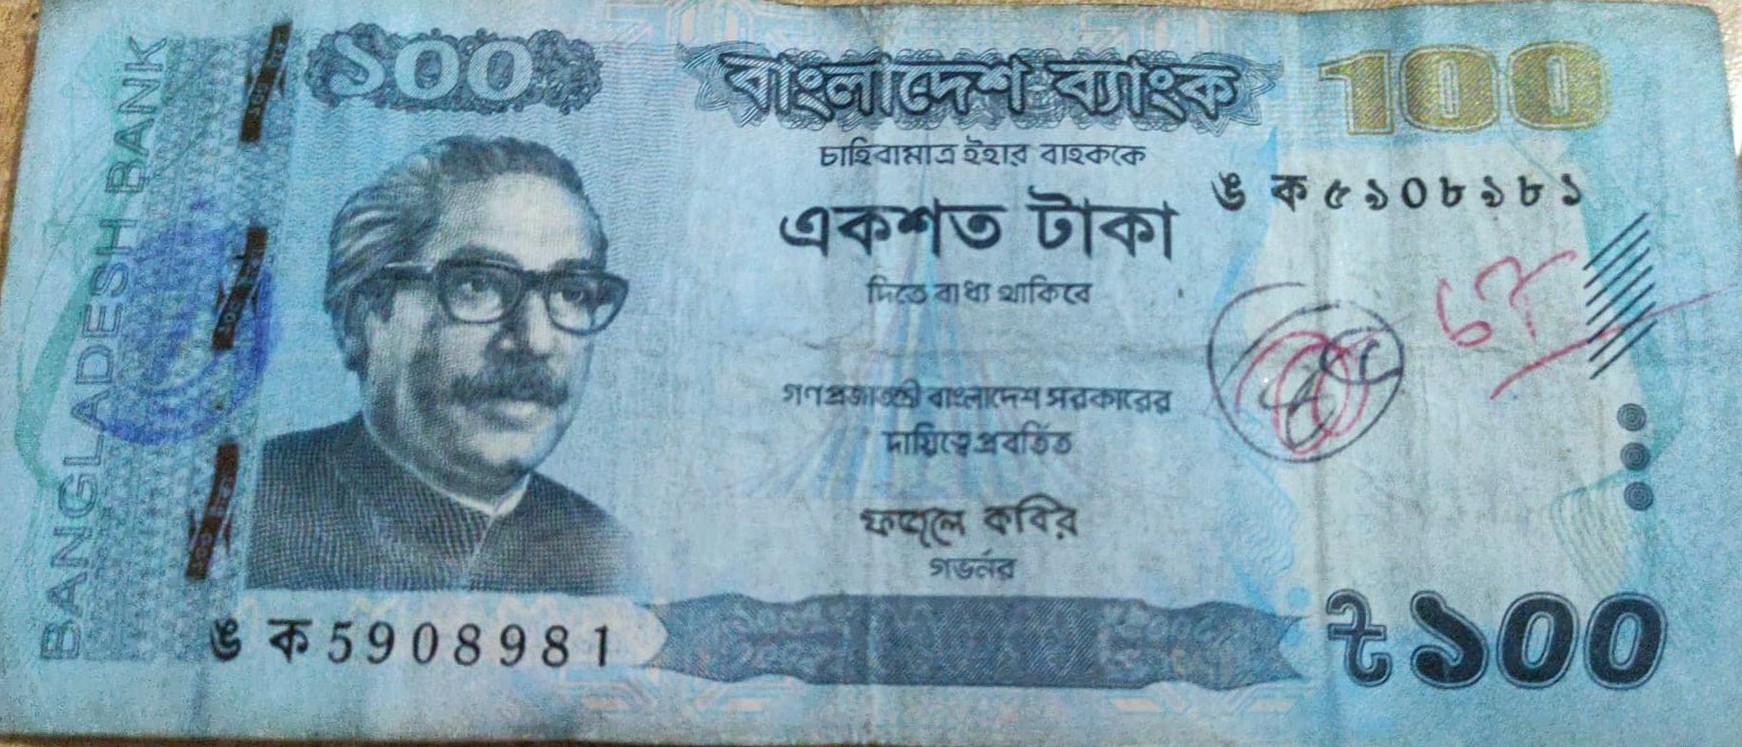 BANGLADESH BANK
১০০
বাংলাদেশ ব্যাংক
100
চাহিবামাত্র ইহার বাহককে
একশত টাকা
দিতে বাধ্য থাকিবে
ঙ ক ৫৯০৮৯৮১
গণপ্রজাতন্ত্রী বাংলাদেশ সরকারের
দায়িত্বে প্রবর্তিত
ফজলে কবির
গভর্নর
ঙ ক 5908981
৳১০০